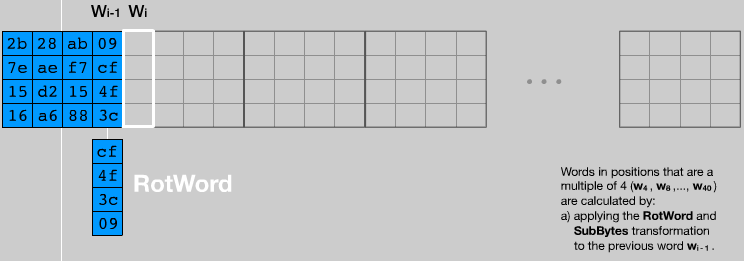 Wi-1 Wi
2b 28 ab 09
7e ae f7 cf
15 d2 15 4f
16 a6 88 3c
cf
4f
3c
09
RotWord
Words in positions that are a
multiple of 4 (w4, w8,..., w40)
are calculated by:
a) applying the RotWord and
SubBytes transformation
to the previous word wi-1.